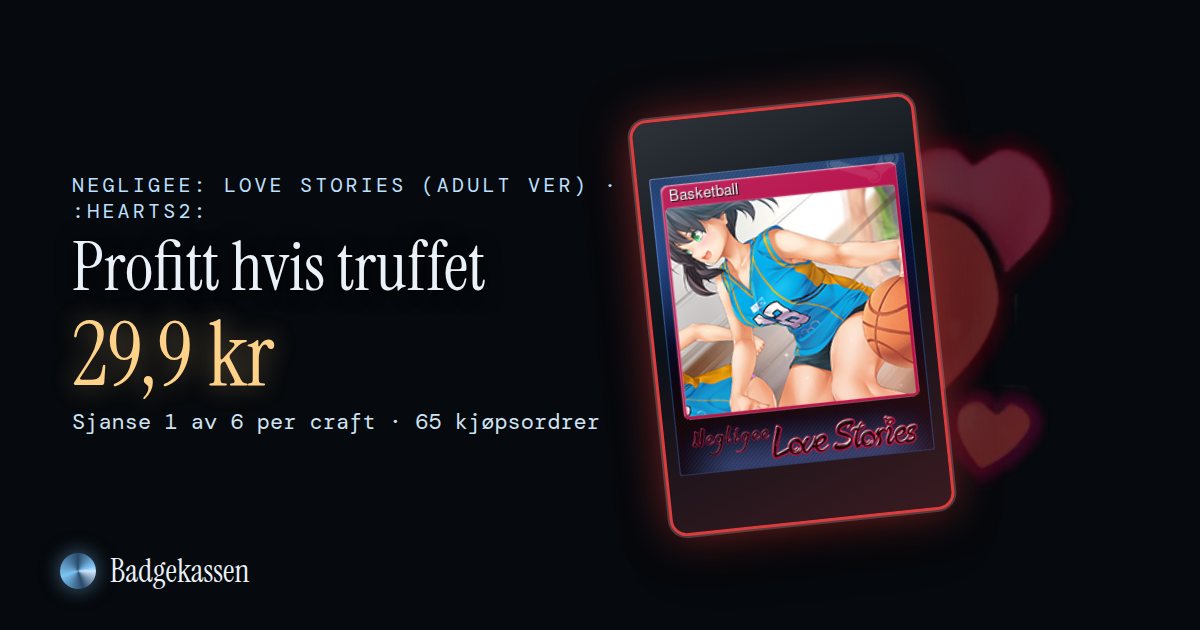 NEGLIGEE: LOVE STORIES (ADULT VER) ·
:HEARTS2:
Profitt hvis truffet
29,9 kr
Sjanse 1 av 6 per craft · 65 kjøpsordrer
Basketball
Negligee Love Stories
Badgekassen